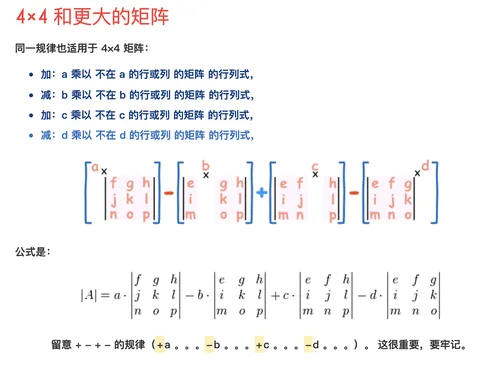 4×4 和更大的矩阵
同一规律也适用于 4x4 矩阵：
• 加：a 乘以 不在 a 的行或列 的矩阵 的行列式，
• 减：b 乘以 不在 b 的行或列 的矩阵 的行列式，
• 加：c 乘以 不在 c 的行或列 的矩阵 的行列式，
• 减：d 乘以 不在 d 的行或列 的矩阵 的行列式，
a × b × c × × d
f g h − e g h + e f h − e f g
j k l i k l i j l i j k
n o p m o p m n p m n o
公式是：
f g h e g h e f h e f g
|A| = a · j k l − b · i k l + c · i j l − d · i j k
n o p m o p m n p m n o
留意 + − + − 的规律（+a 。。。−b 。。。+c 。。。−d 。。。）。 这很重要，要牢记。